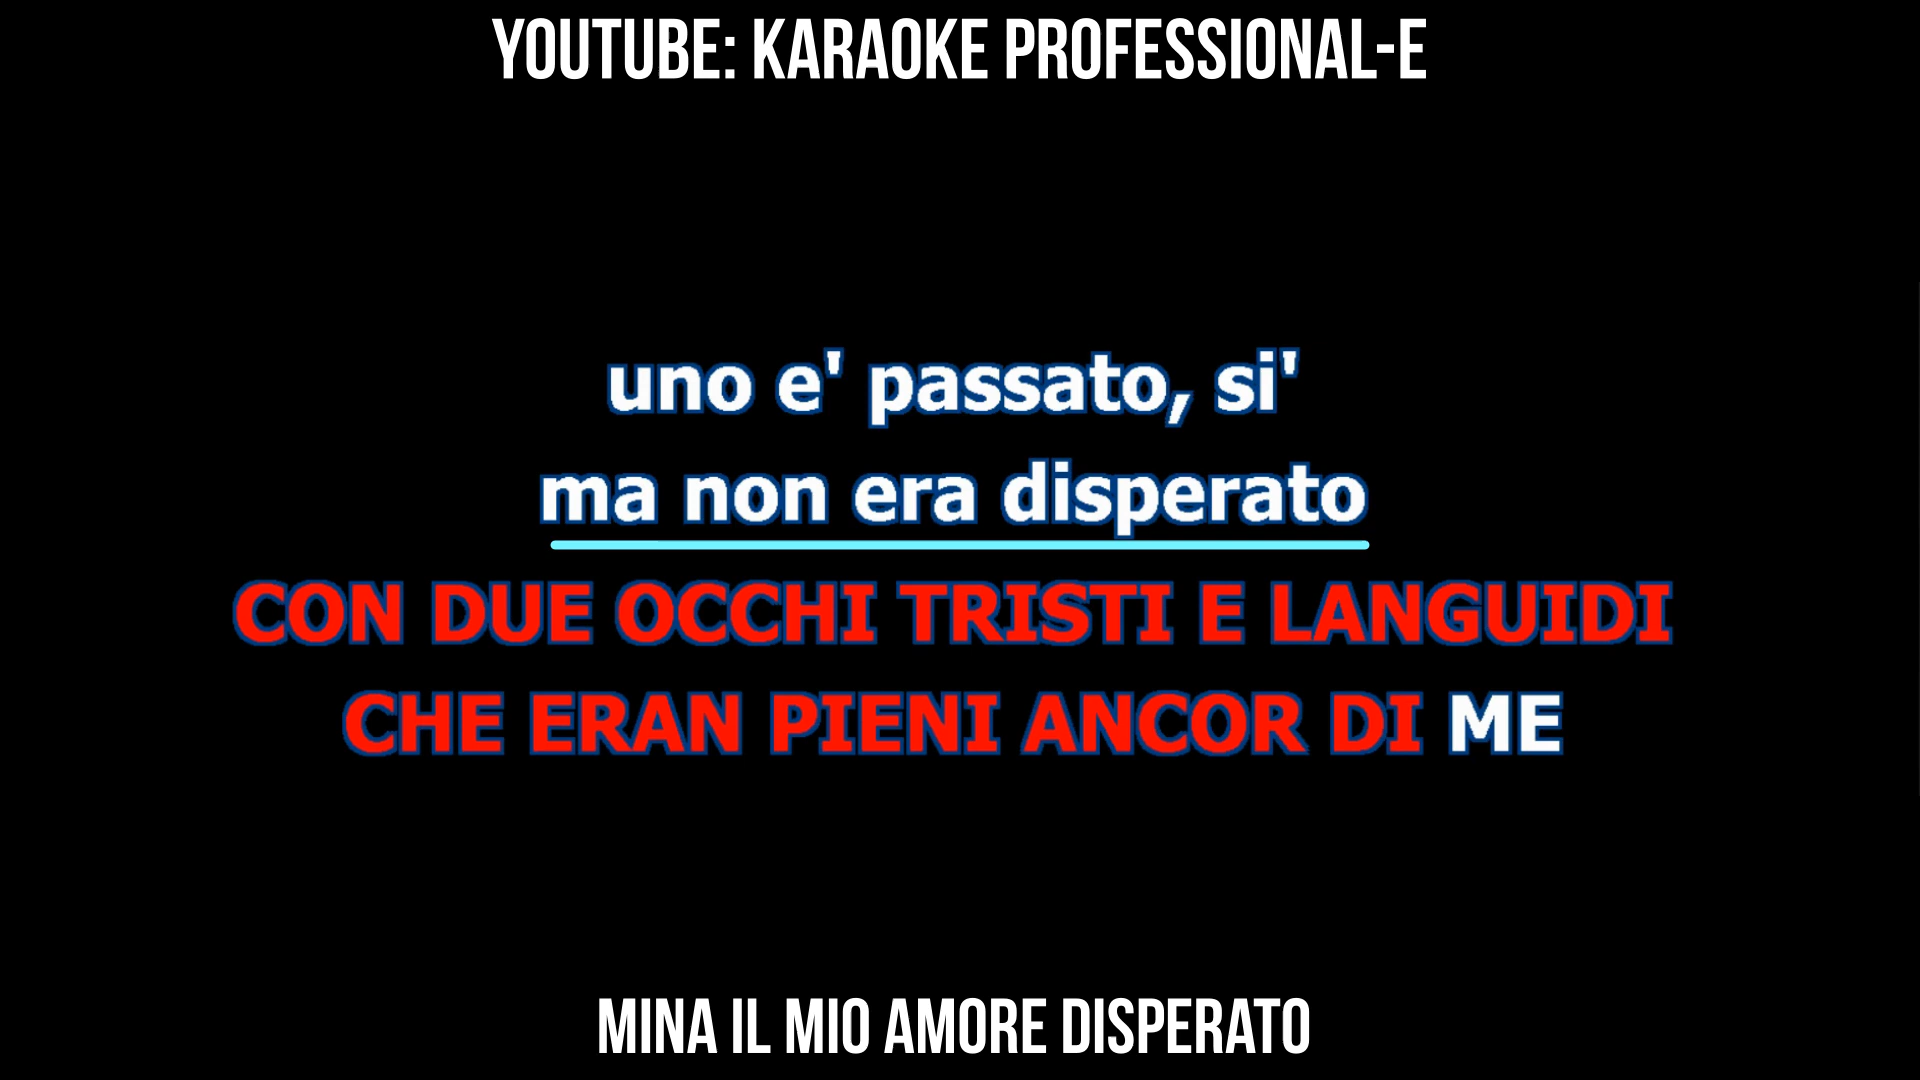 YOUTUBE: KARAOKE PROFESSIONAL-E
uno e' passato, si'
ma non era disperato
CON DUE OCCHI TRISTI E LANGUIDI
CHE ERAN PIENI ANCOR DI ME
MINA IL MIO AMORE DISPERATO